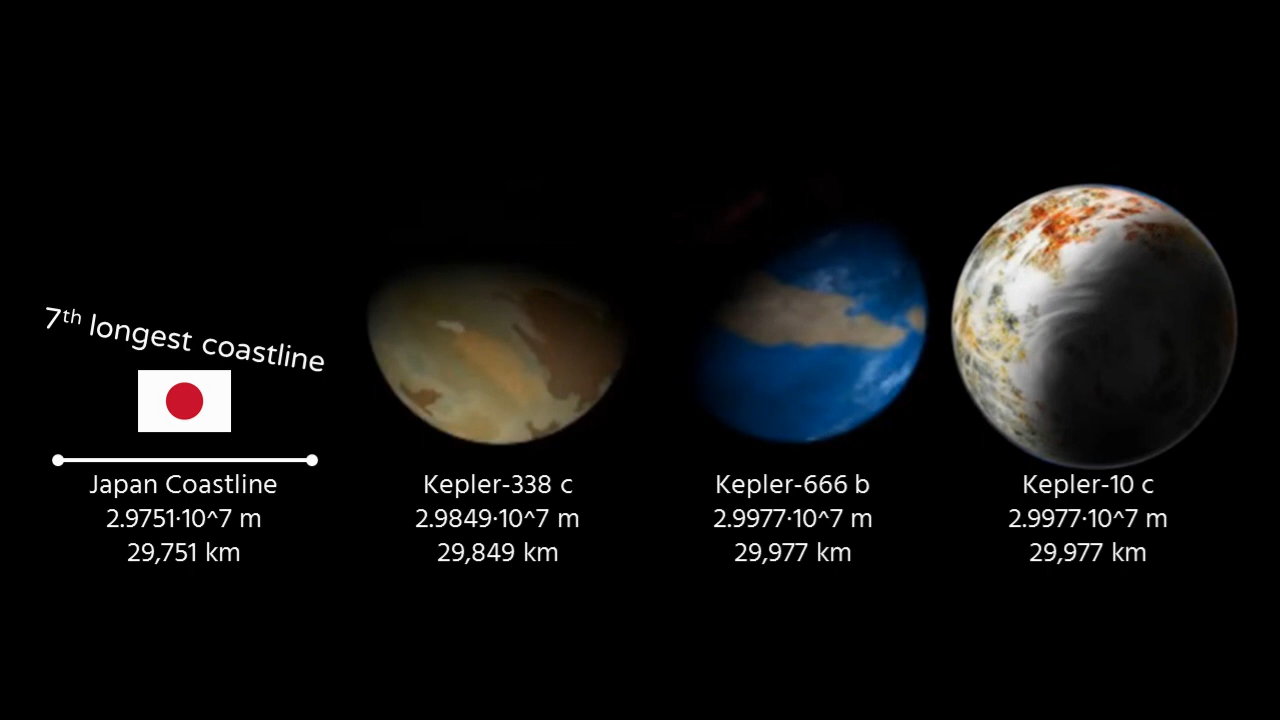 7th longest coastline
Japan Coastline
2.9751·10^7 m
29,751 km
Kepler-338 c
2.9849·10^7 m
29,849 km
Kepler-666 b
2.9977·10^7 m
29,977 km
Kepler-10 c
2.9977·10^7 m
29,977 km